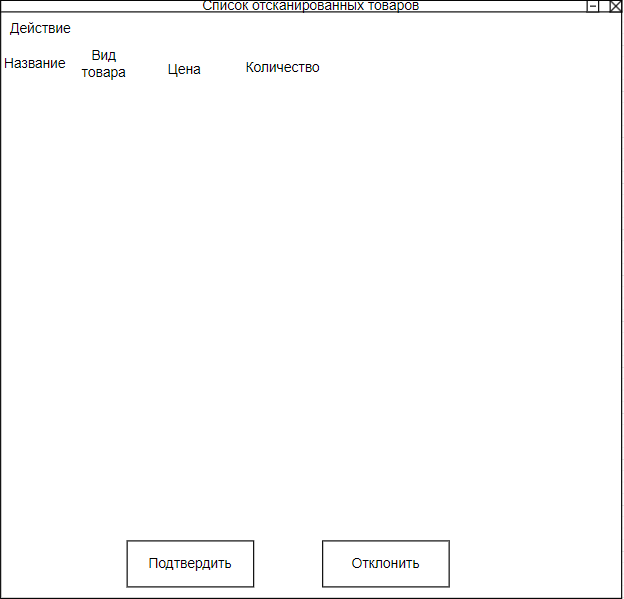 Список отсканированных товаров
Действие
Название
Вид
товара
Цена
Количество
Подтвердить
Отклонить